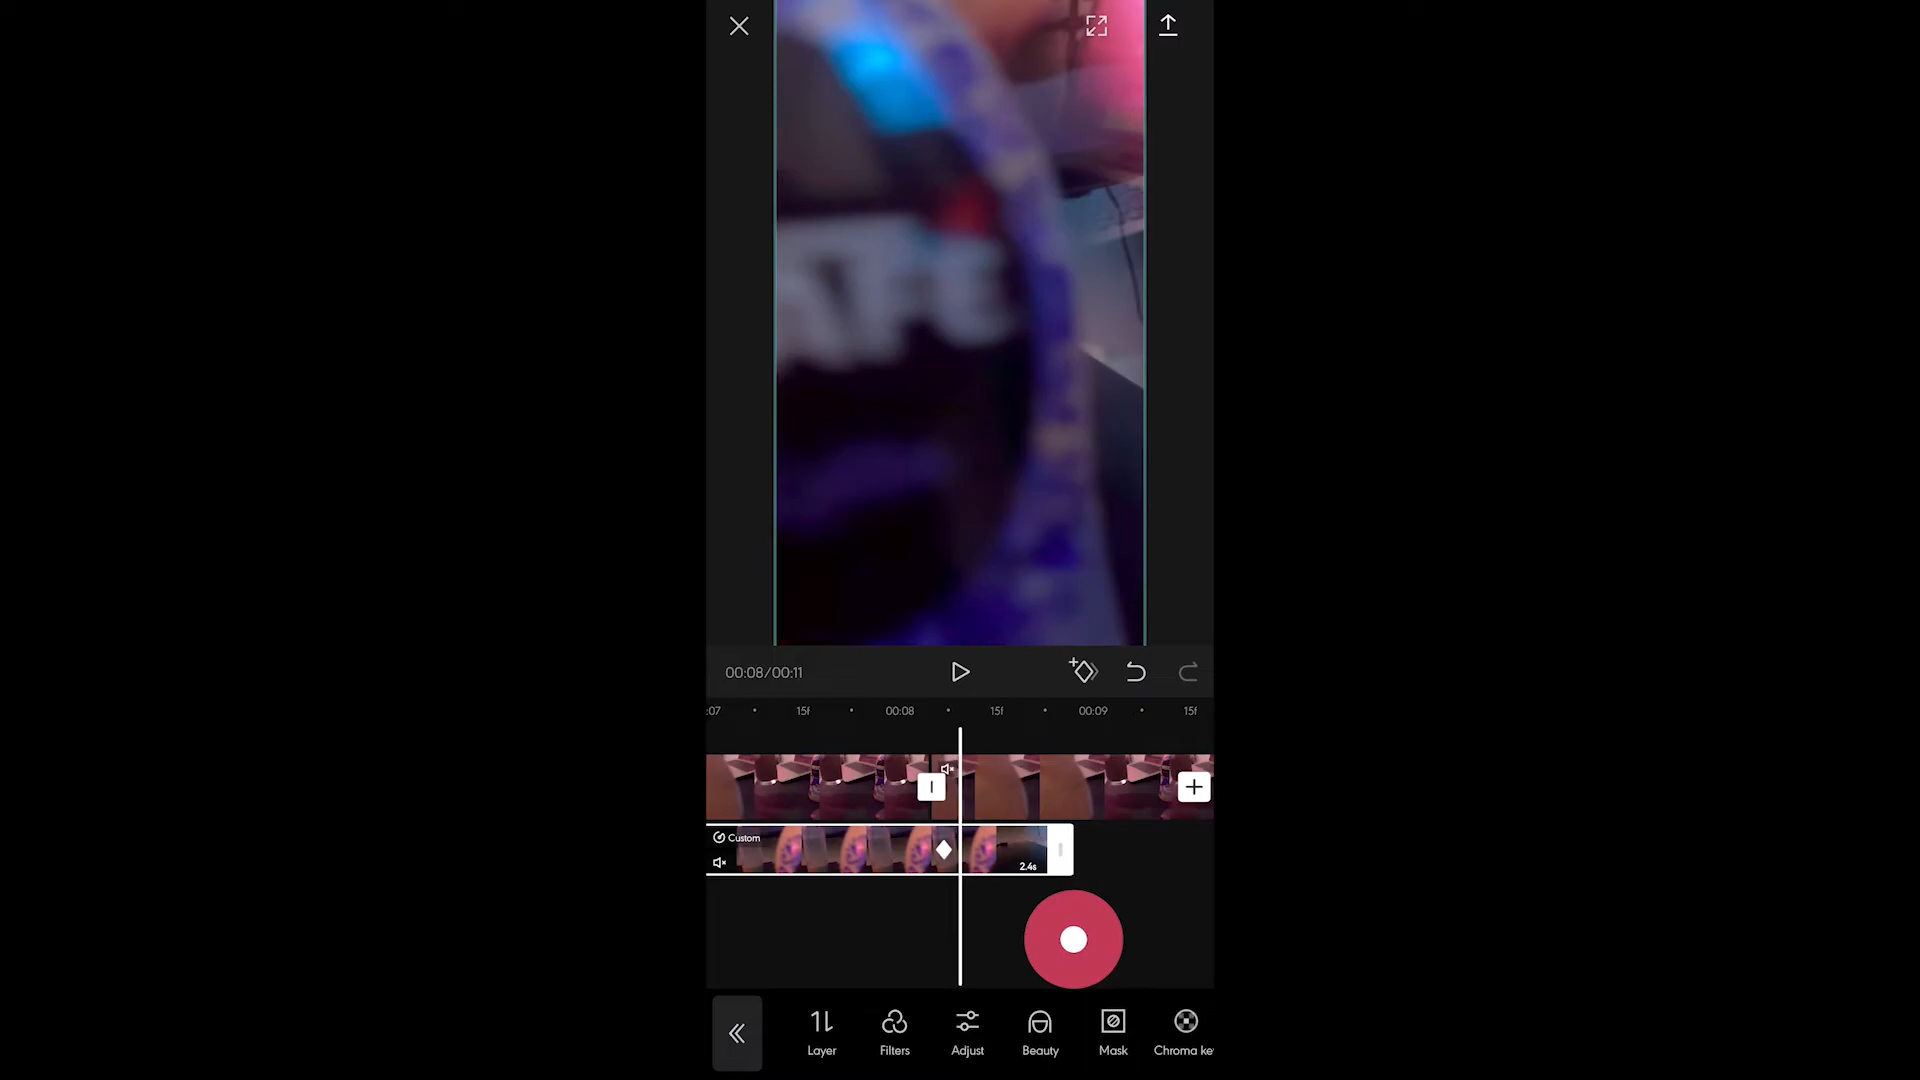 AFE
00:08/00:11
:07 15f 00:08 15f 00:09 15f
Custom
2.4s
Layer Filters Adjust Beauty Mask Chroma ke